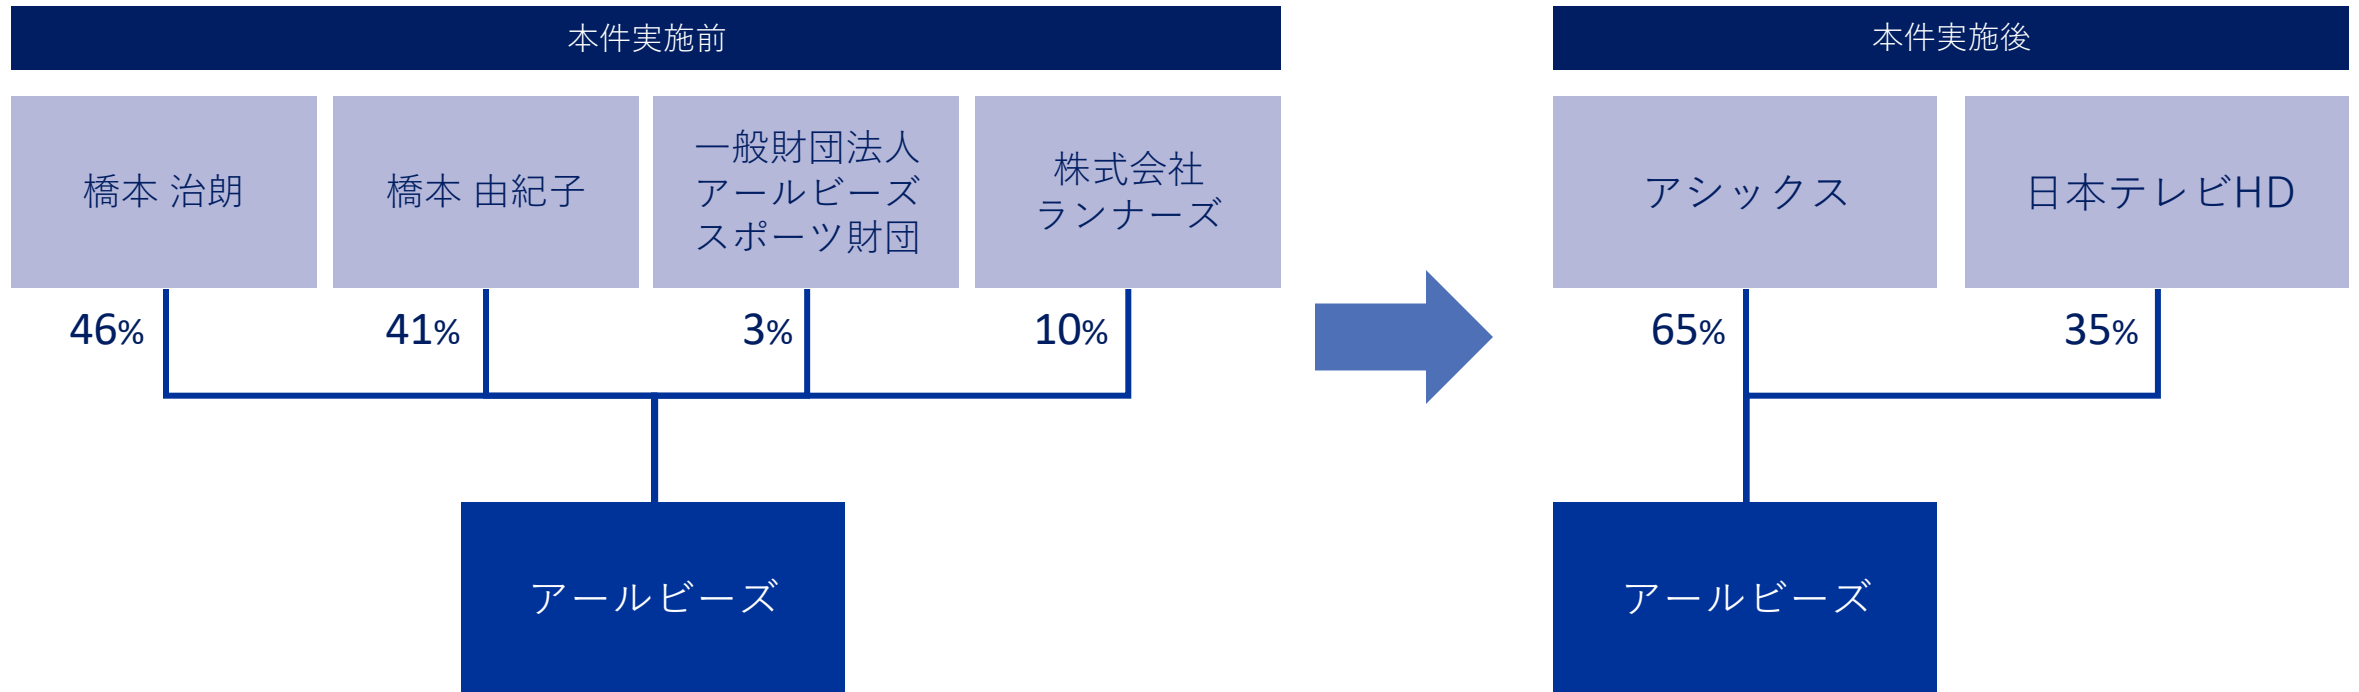 本件実施前
橋本 治朗
橋本 由紀子
一般財団法人
アールビーズ
スポーツ財団
株式会社
ランナーズ
46%
41%
3%
10%
アールビーズ
本件実施後
アシックス
日本テレビHD
65%
35%
アールビーズ